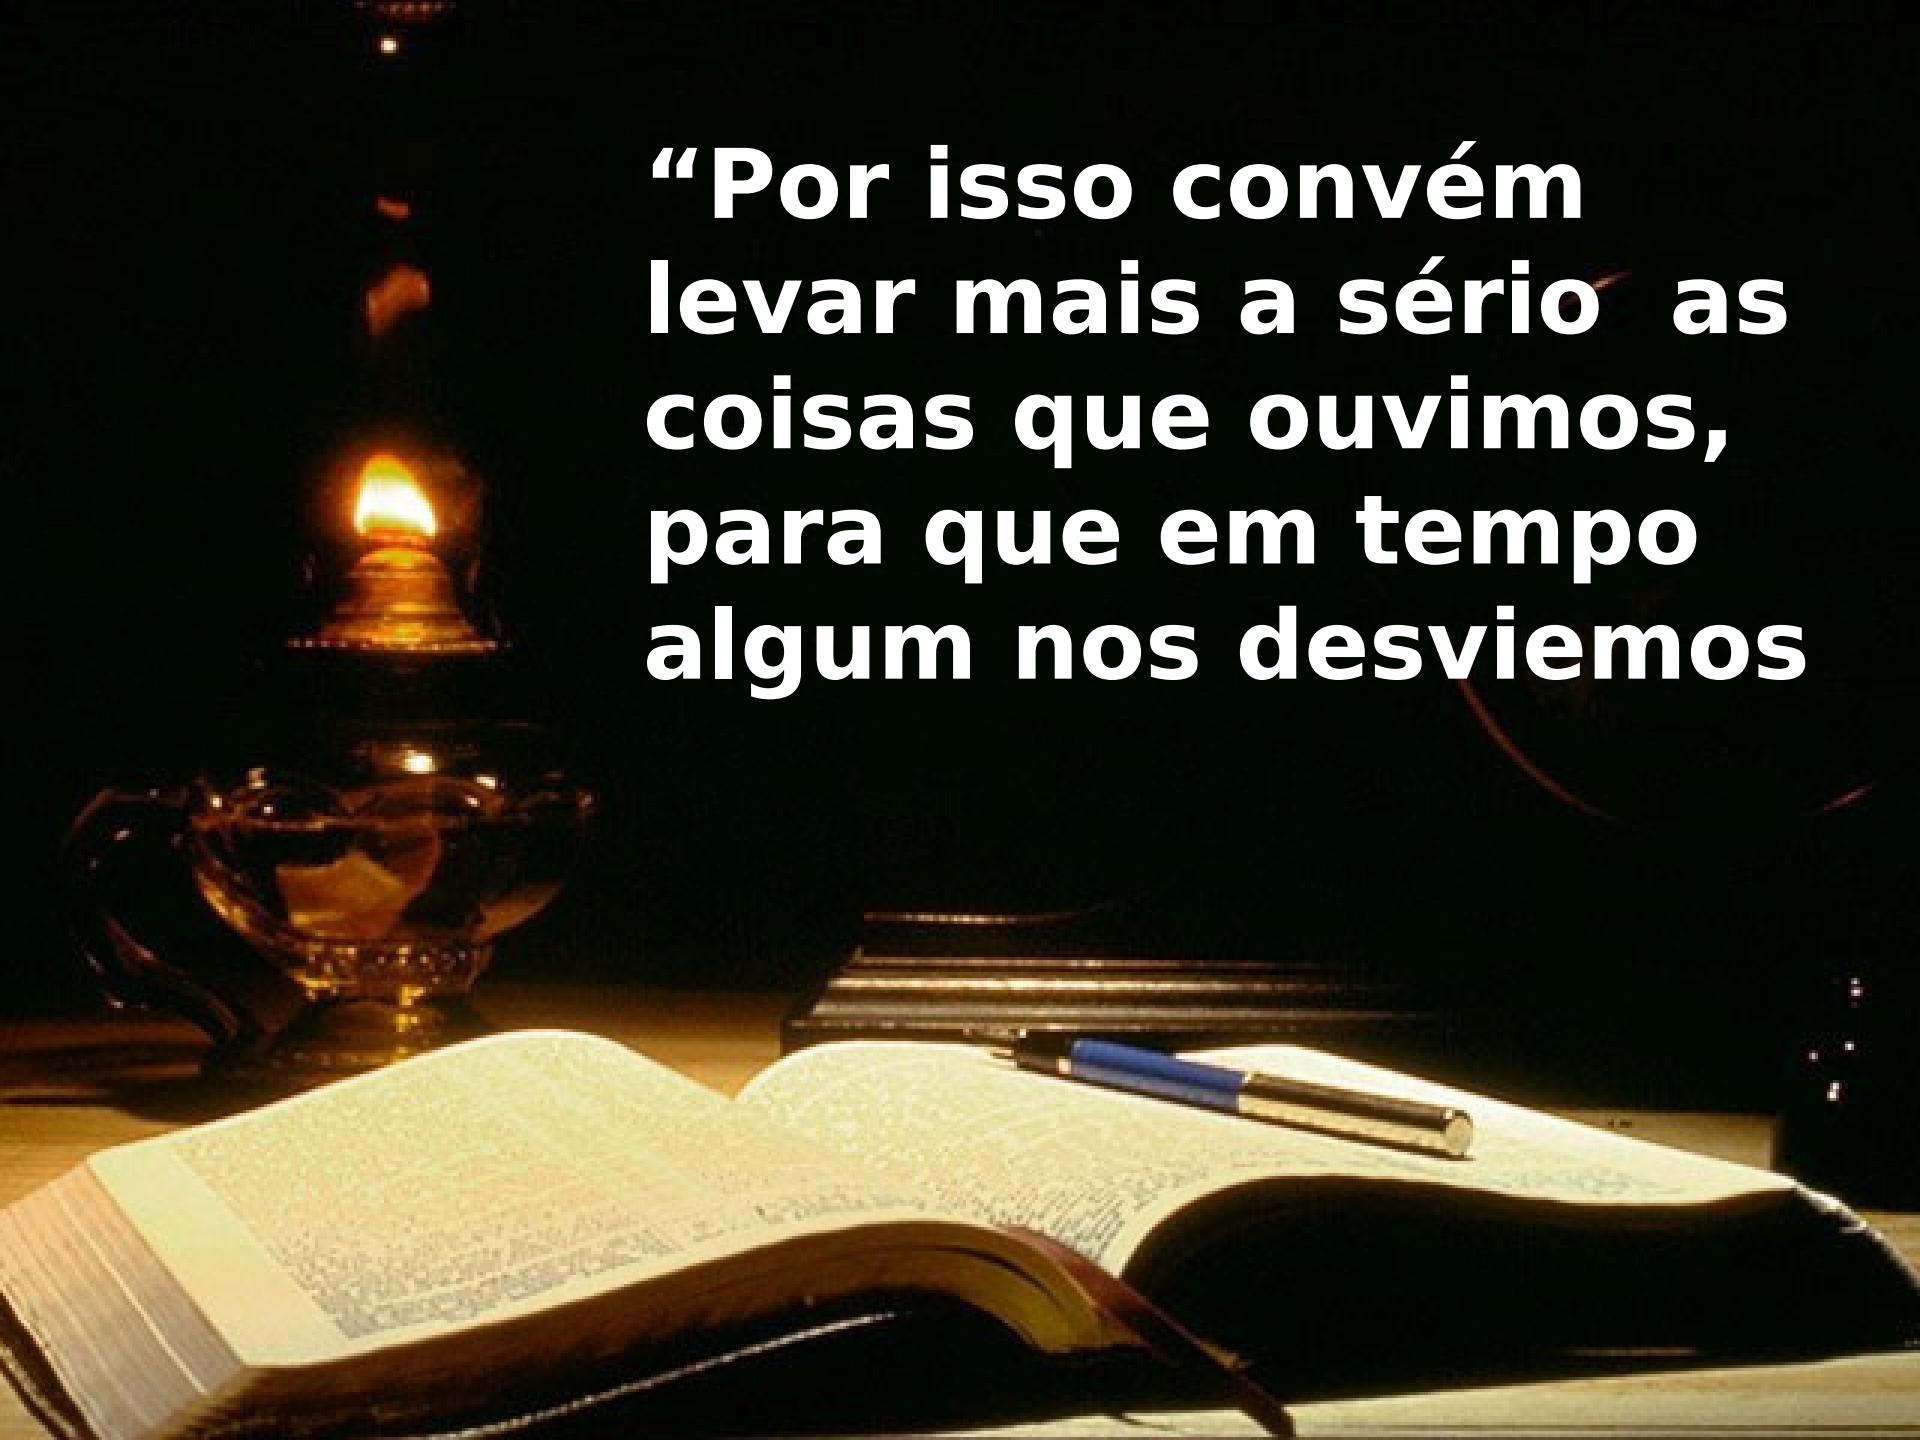 “Por isso convém
levar mais a sério  as
coisas que ouvimos,
para que em tempo
algum nos desviemos